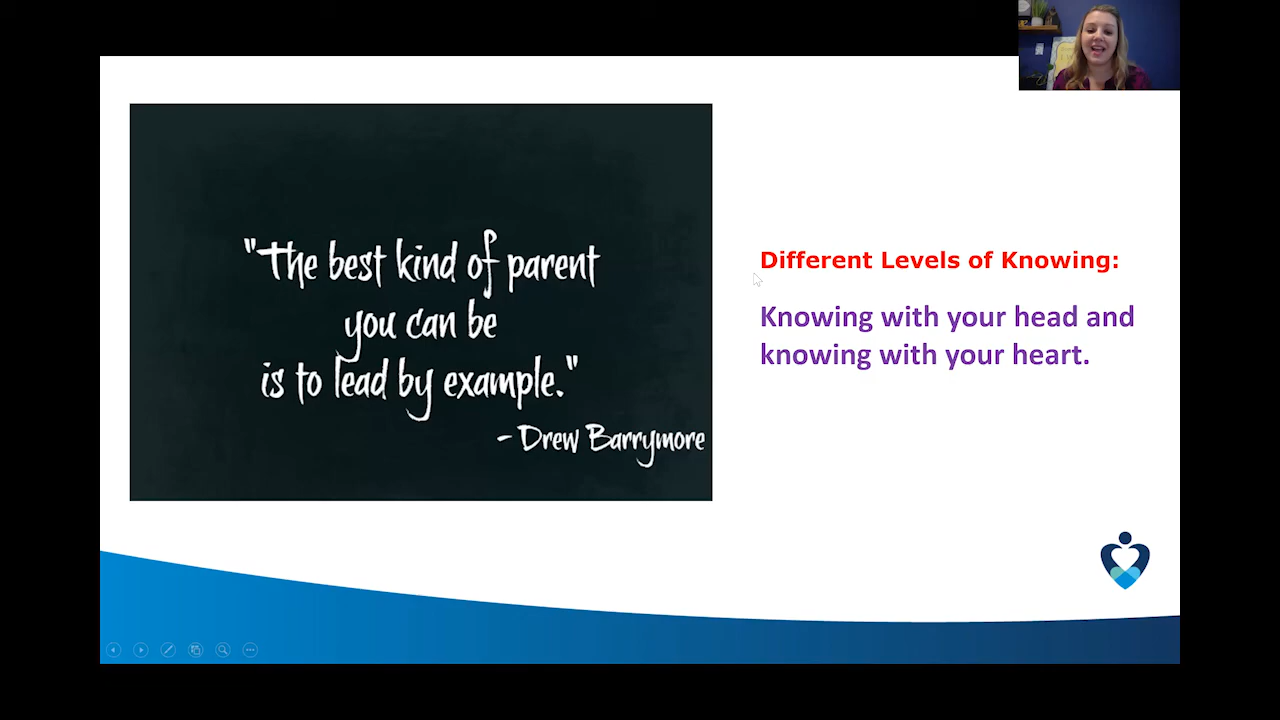 "The best kind of parent
you can be
is to lead by example."
- Drew Barrymore
Different Levels of Knowing:
Knowing with your head and
knowing with your heart.